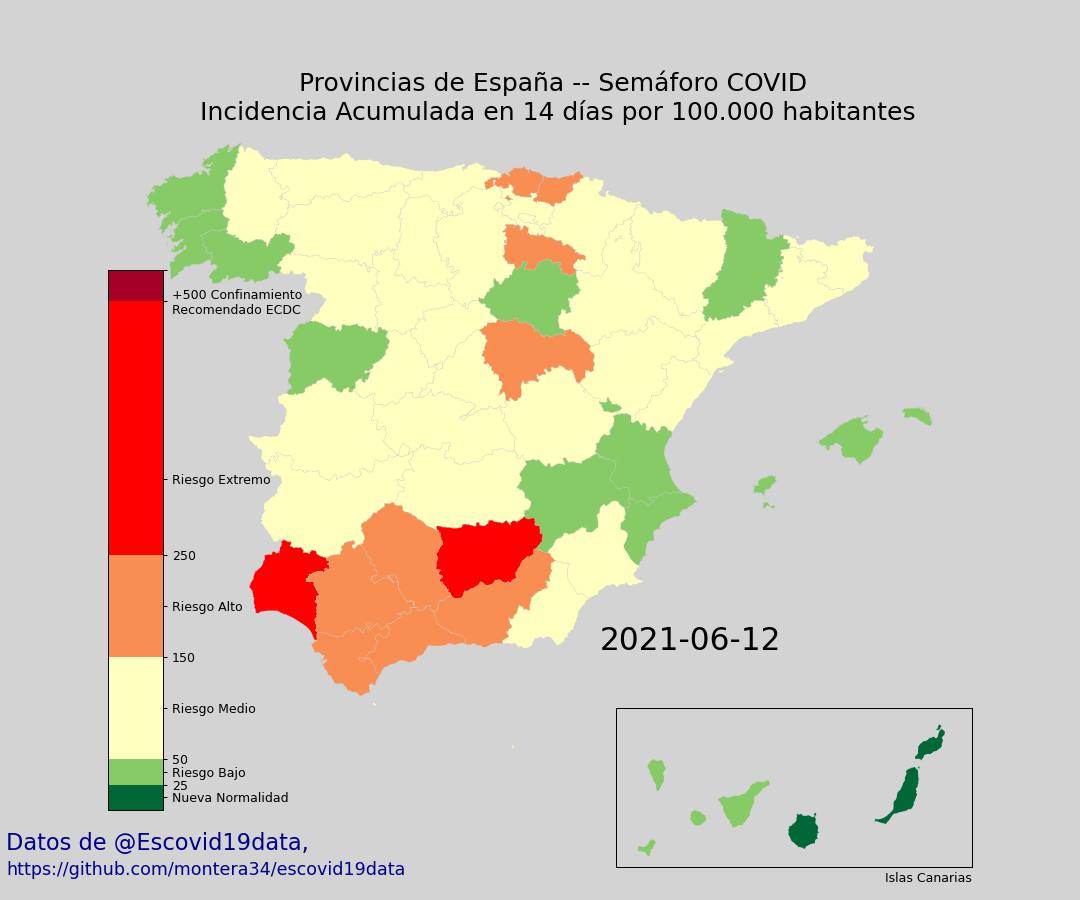 Provincias de España -- Semáforo COVID
Incidencia Acumulada en 14 días por 100.000 habitantes
+500 Confinamiento
Recomendado ECDC
Riesgo Extremo
250
Riesgo Alto
150
Riesgo Medio
50
Riesgo Bajo
25
Nueva Normalidad
2021-06-12
Islas Canarias
Datos de @Escovid19data,
https://github.com/montera34/escovid19data